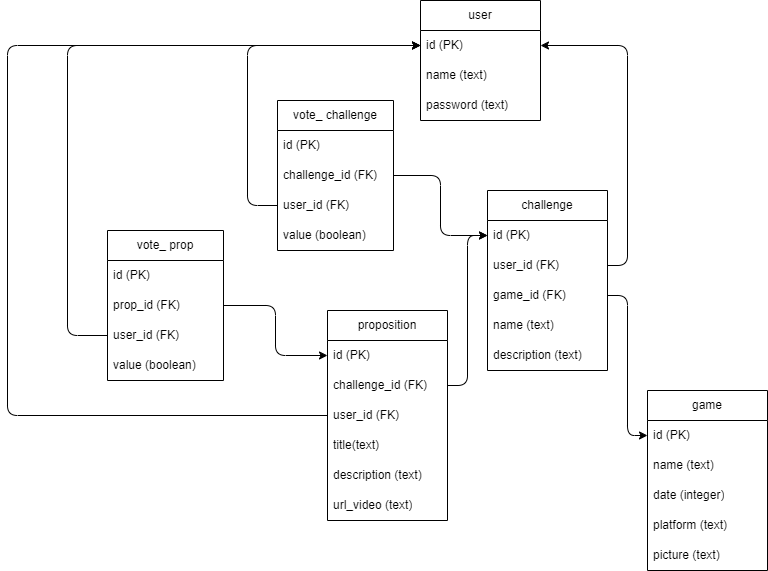 user
id (PK)
name (text)
password (text)
vote_ challenge
id (PK)
challenge_id (FK)
user_id (FK)
value (boolean)
challenge
id (PK)
user_id (FK)
game_id (FK)
name (text)
description (text)
vote_ prop
id (PK)
prop_id (FK)
user_id (FK)
value (boolean)
proposition
id (PK)
challenge_id (FK)
user_id (FK)
title(text)
description (text)
url_video (text)
game
id (PK)
name (text)
date (integer)
platform (text)
picture (text)